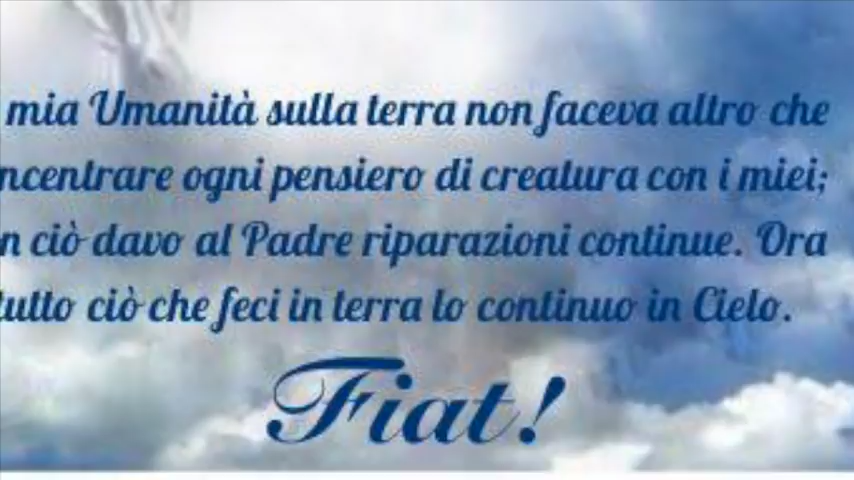 mia Umanità sulla terra non faceva altro che
ncentrare ogni pensiero di creatura con i miei;
n ciò davo al Padre riparazioni continue. Ora
tutto ciò che feci in terra lo continuo in Cielo.
Fiat!